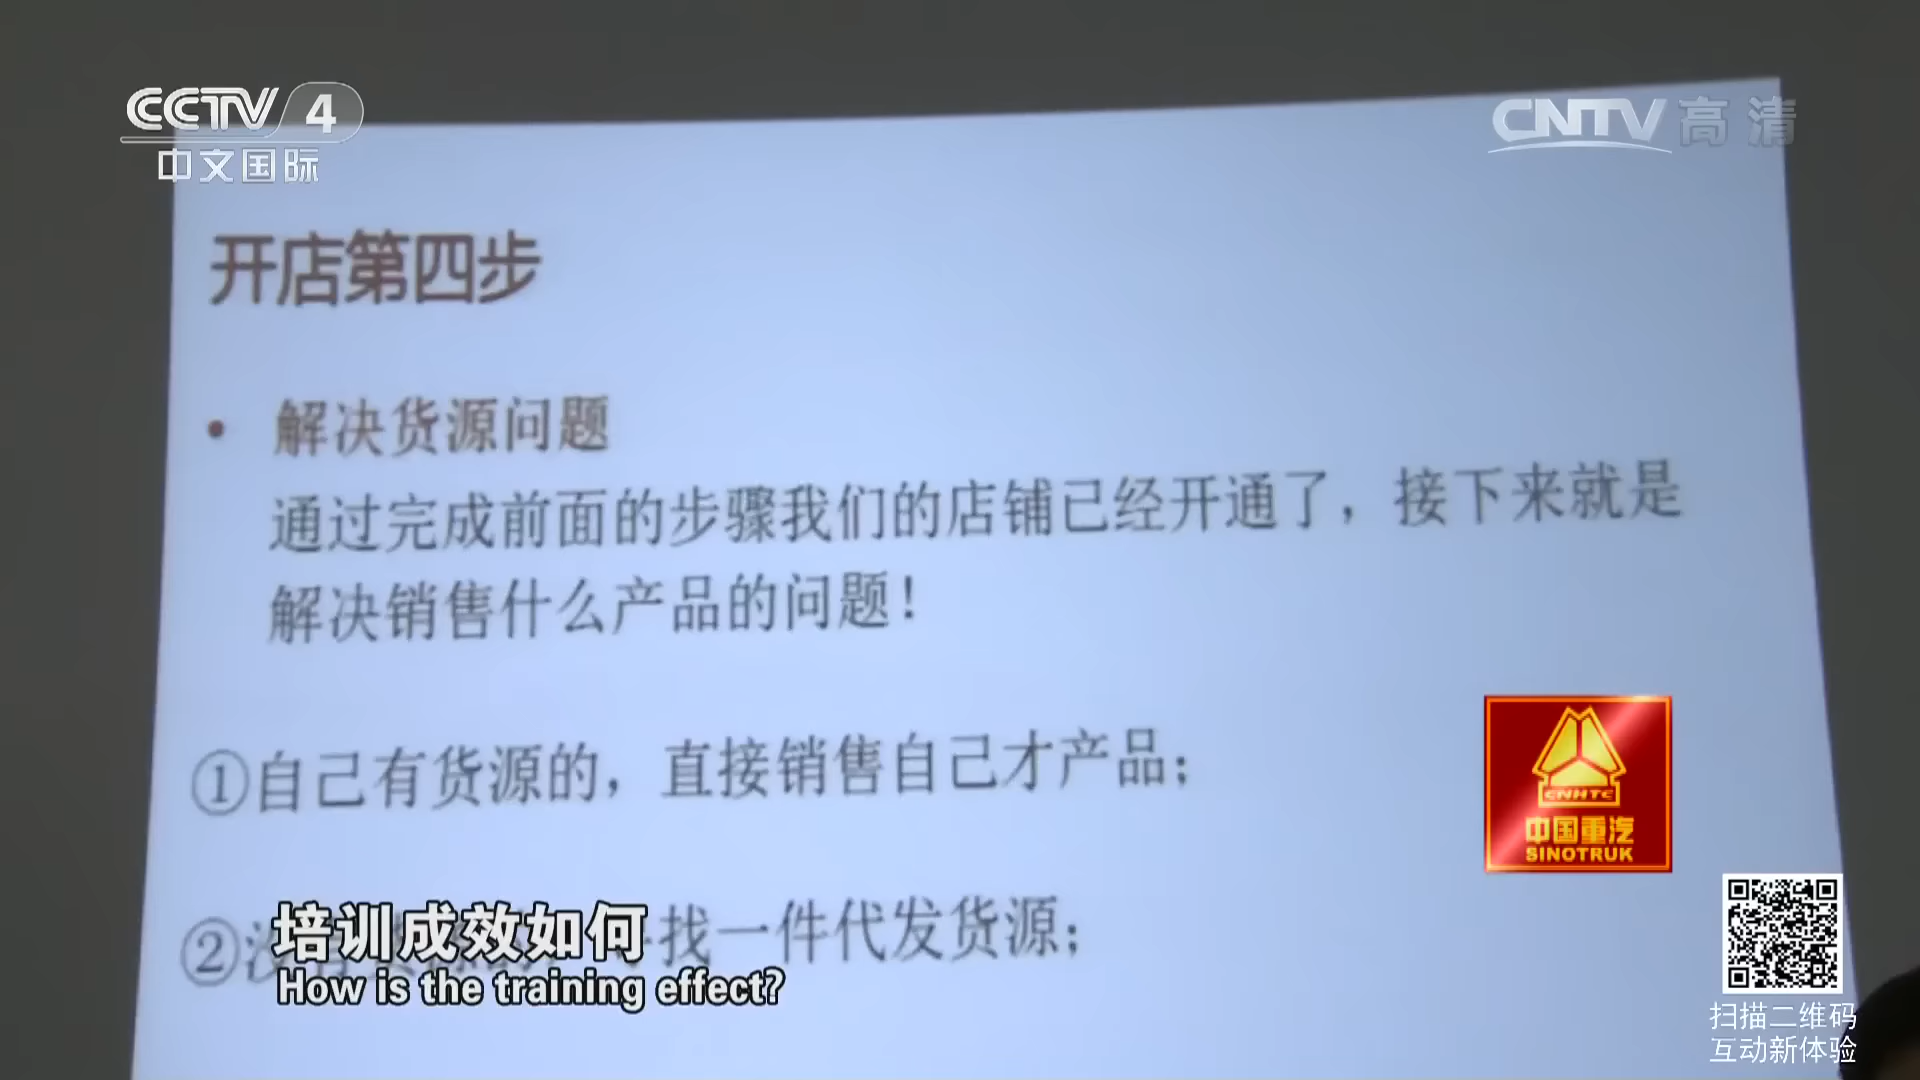 CCTV 4
中文国际
CNTV 高清
开店第四步
• 解决货源问题
通过完成前面的步骤我们的店铺已经开通了，接下来就是
解决销售什么产品的问题！
①自己有货源的，直接销售自己才产品；
②
找一件代发货源；
培训成效如何
How is the training effect?
CNHTC
中国重汽
SINOTRUK
扫描二维码
互动新体验